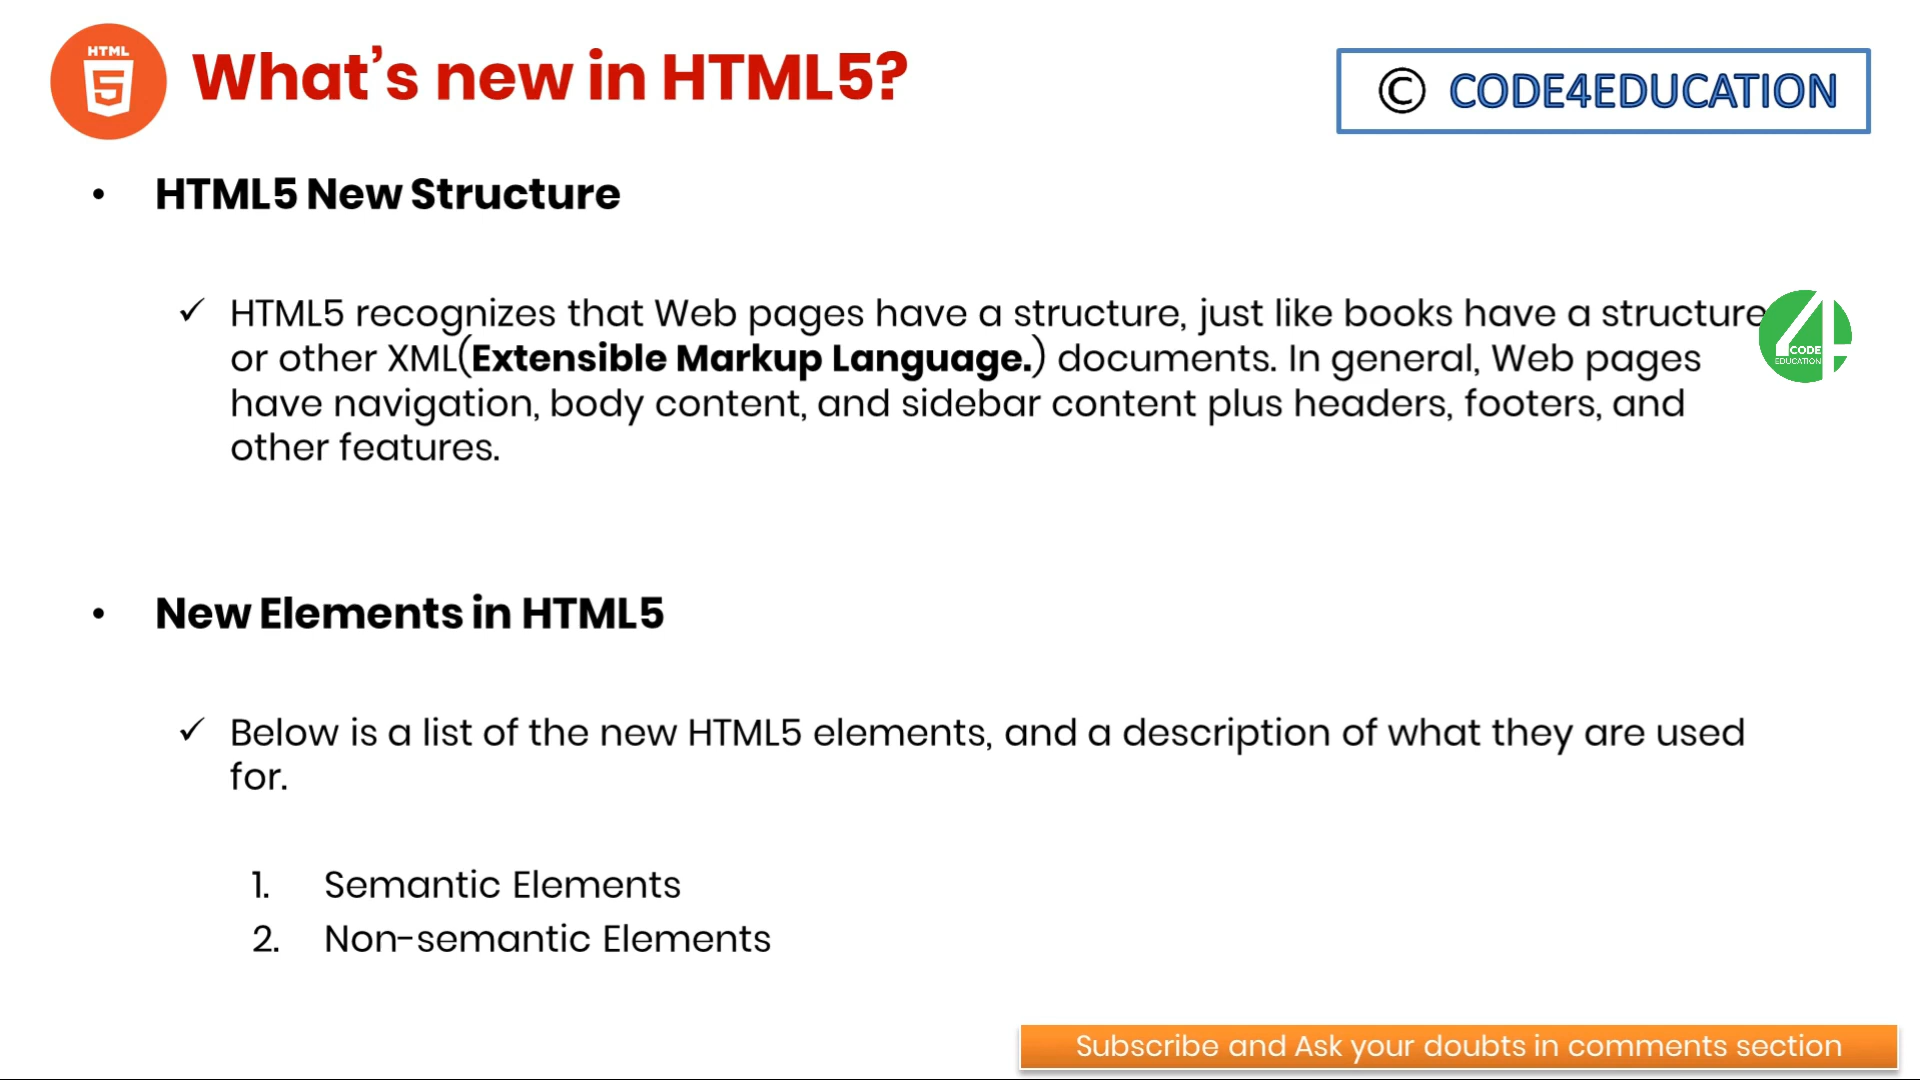 HTML
5
What's new in HTML5?
© CODE4EDUCATION
• HTML5 New Structure
✓ HTML5 recognizes that Web pages have a structure, just like books have a structure
or other XML(Extensible Markup Language.) documents. In general, Web pages
have navigation, body content, and sidebar content plus headers, footers, and
other features.
4
CODE
EDUCATION
• New Elements in HTML5
✓ Below is a list of the new HTML5 elements, and a description of what they are used
for.
1. Semantic Elements
2. Non-semantic Elements
Subscribe and Ask your doubts in comments section